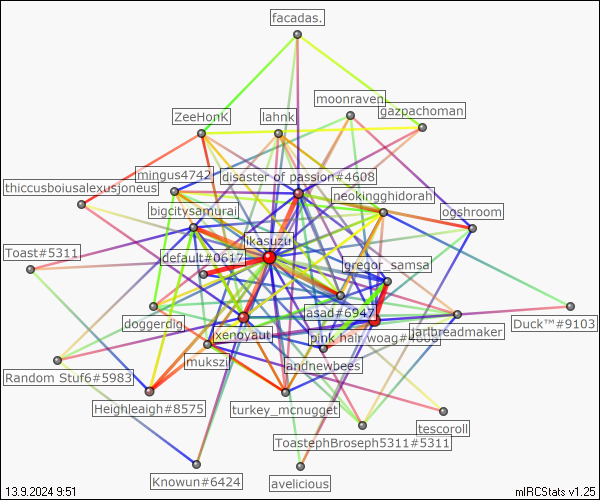 facadas.
moonraven
gazpachoman
ZeeHonK
lahnk
mingus4742
disaster of passion#4608
thiccusboiusalexusjoneus
neokingghidorah
bigcitysamurai
ogshroom
ikasuzu
Toast#5311
default#0617
gregor_samsa
doggerdig
asad#6947
Duck™#9103
xenoyaut
pink hair woag#4
jarlbreadmaker
mukszi
andnewbees
Random Stuf6#5983
Heighleigh#8575
turkey_mcnugget
tescoroll
ToastephBroseph5311#5311
Knowun#6424
avelicious
13.9.2024 9:51
mIRCStats v1.25